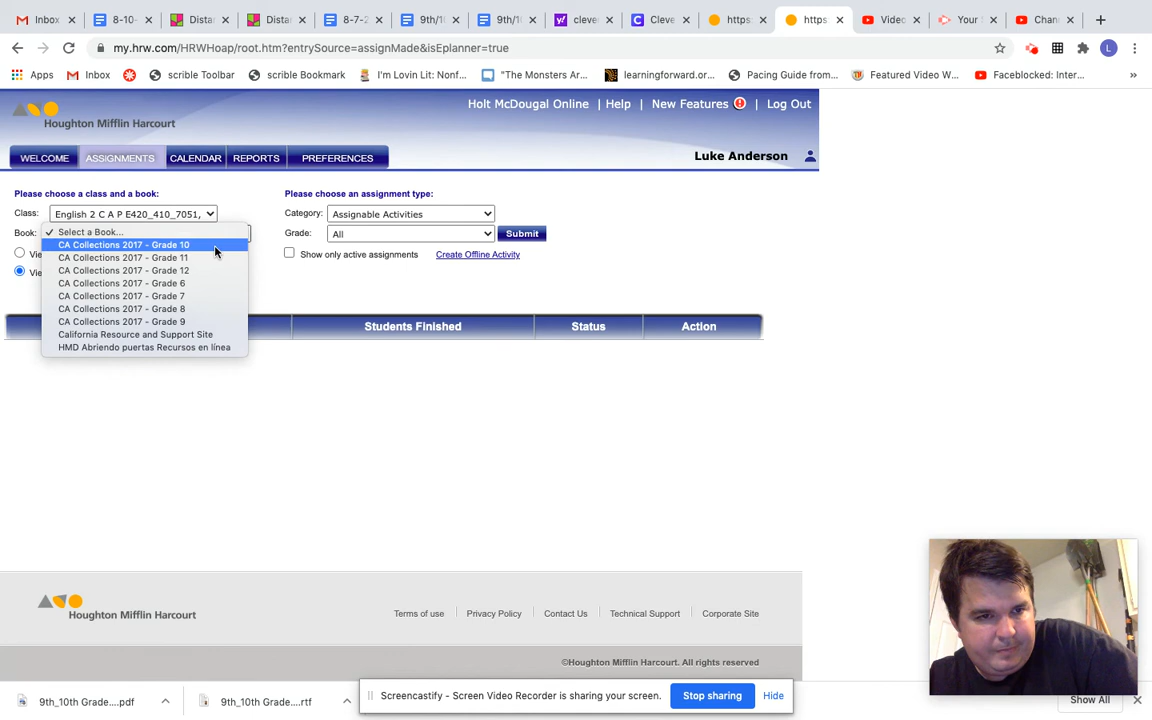 Inbox
8-10-
Dista
Dista
8-7-2
9th/1
9th/1
cleve
Cleve
https:
https
Video
Your
Chan
my.hrw.com/HRWHoap/root.htm?entrySource=assignMade&isEplanner=true
L
Apps
Inbox
scrible Toolbar
scrible Bookmark
I'm Lovin Lit: Nonf...
"The Monsters Ar...
learningforward.or...
Pacing Guide from...
Featured Video W...
Faceblocked: Inter...
»
Houghton Mifflin Harcourt
Holt McDougal Online | Help | New Features ! | Log Out
WELCOME
ASSIGNMENTS
CALENDAR
REPORTS
PREFERENCES
Luke Anderson
Please choose a class and a book:
Class: English 2 C A P E420_410_7051,
Book:
✓ Select a Book...
CA Collections 2017 - Grade 10
CA Collections 2017 - Grade 11
CA Collections 2017 - Grade 12
CA Collections 2017 - Grade 6
CA Collections 2017 - Grade 7
CA Collections 2017 - Grade 8
CA Collections 2017 - Grade 9
California Resource and Support Site
HMD Abriendo puertas Recursos en línea
Vie
Vie
Please choose an assignment type:
Category: Assignable Activities
Grade: All Submit
Show only active assignments Create Offline Activity
Students Finished
Status
Action
Houghton Mifflin Harcourt
Terms of use | Privacy Policy | Contact Us | Technical Support | Corporate Site
©Houghton Mifflin Harcourt. All rights reserved
9th_10th Grade....pdf
9th_10th Grade....rtf
Screencastify - Screen Video Recorder is sharing your screen.
Stop sharing
Hide
Show All